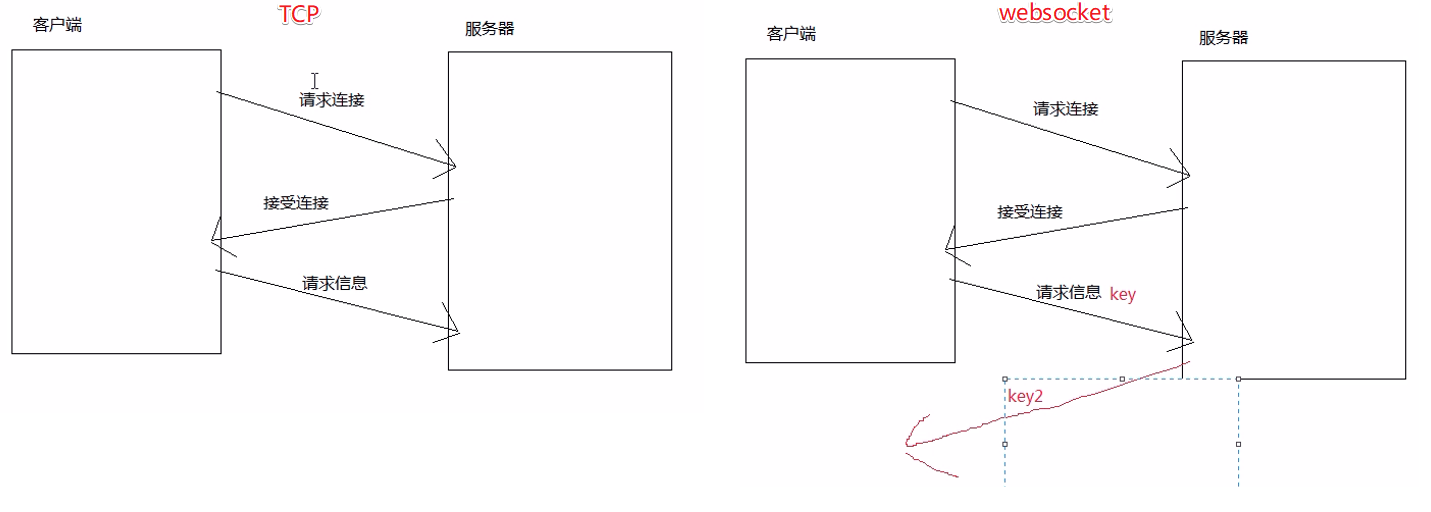 TCP
客户端
服务器
请求连接
接受连接
请求信息
websocket
客户端
服务器
请求连接
接受连接
请求信息 key
key2